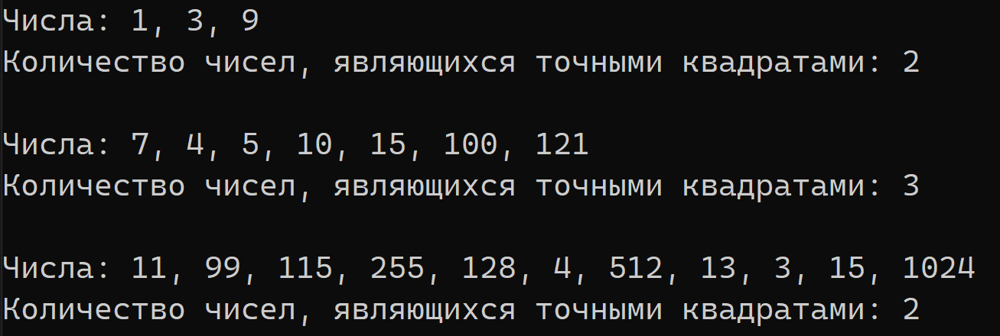 Числа: 1, 3, 9
Количество чисел, являющихся точными квадратами: 2
Числа: 7, 4, 5, 10, 15, 100, 121
Количество чисел, являющихся точными квадратами: 3
Числа: 11, 99, 115, 255, 128, 4, 512, 13, 3, 15, 1024
Количество чисел, являющихся точными квадратами: 2